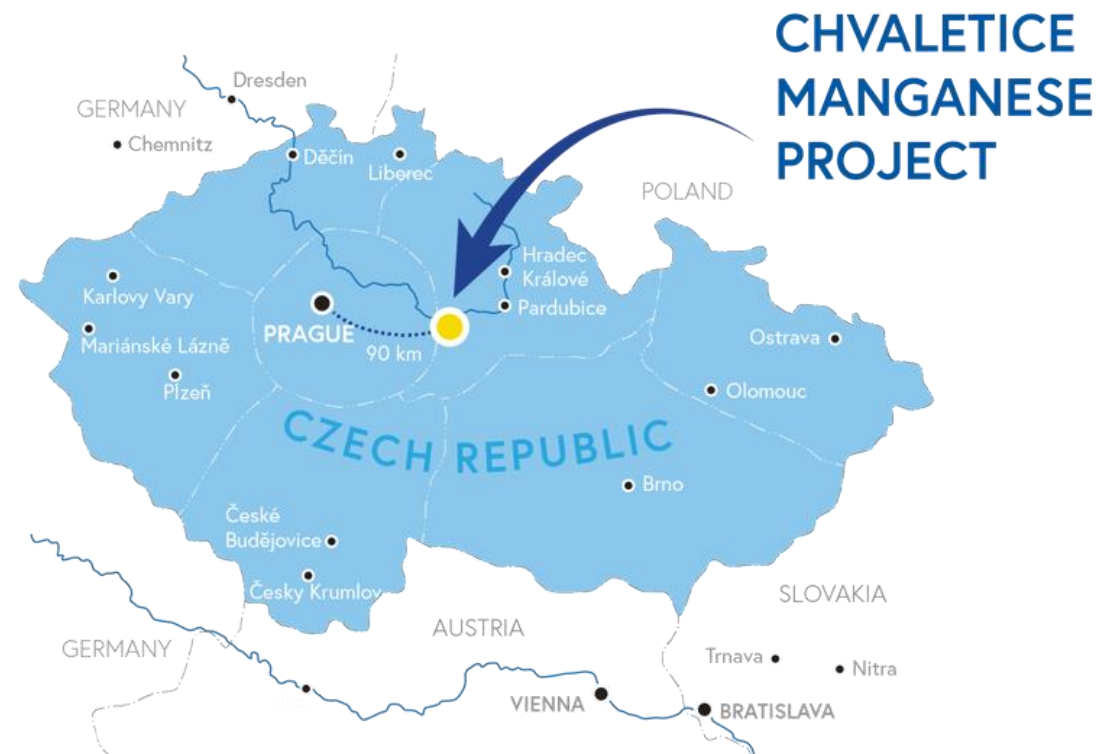 CHVALETICE
MANGANESE
PROJECT
Dresden
GERMANY
Chemnitz
Děčín
Liberec
POLAND
Hradec
Králové
Karlovy Vary
Pardubice
PRAGUE
Mariánské Lázně
90 km
Ostrava
Plzeň
Olomouc
CZECH REPUBLIC
Brno
České
Budějovice
Česky Krumlov
SLOVAKIA
AUSTRIA
GERMANY
Trnava
Nitra
VIENNA
BRATISLAVA